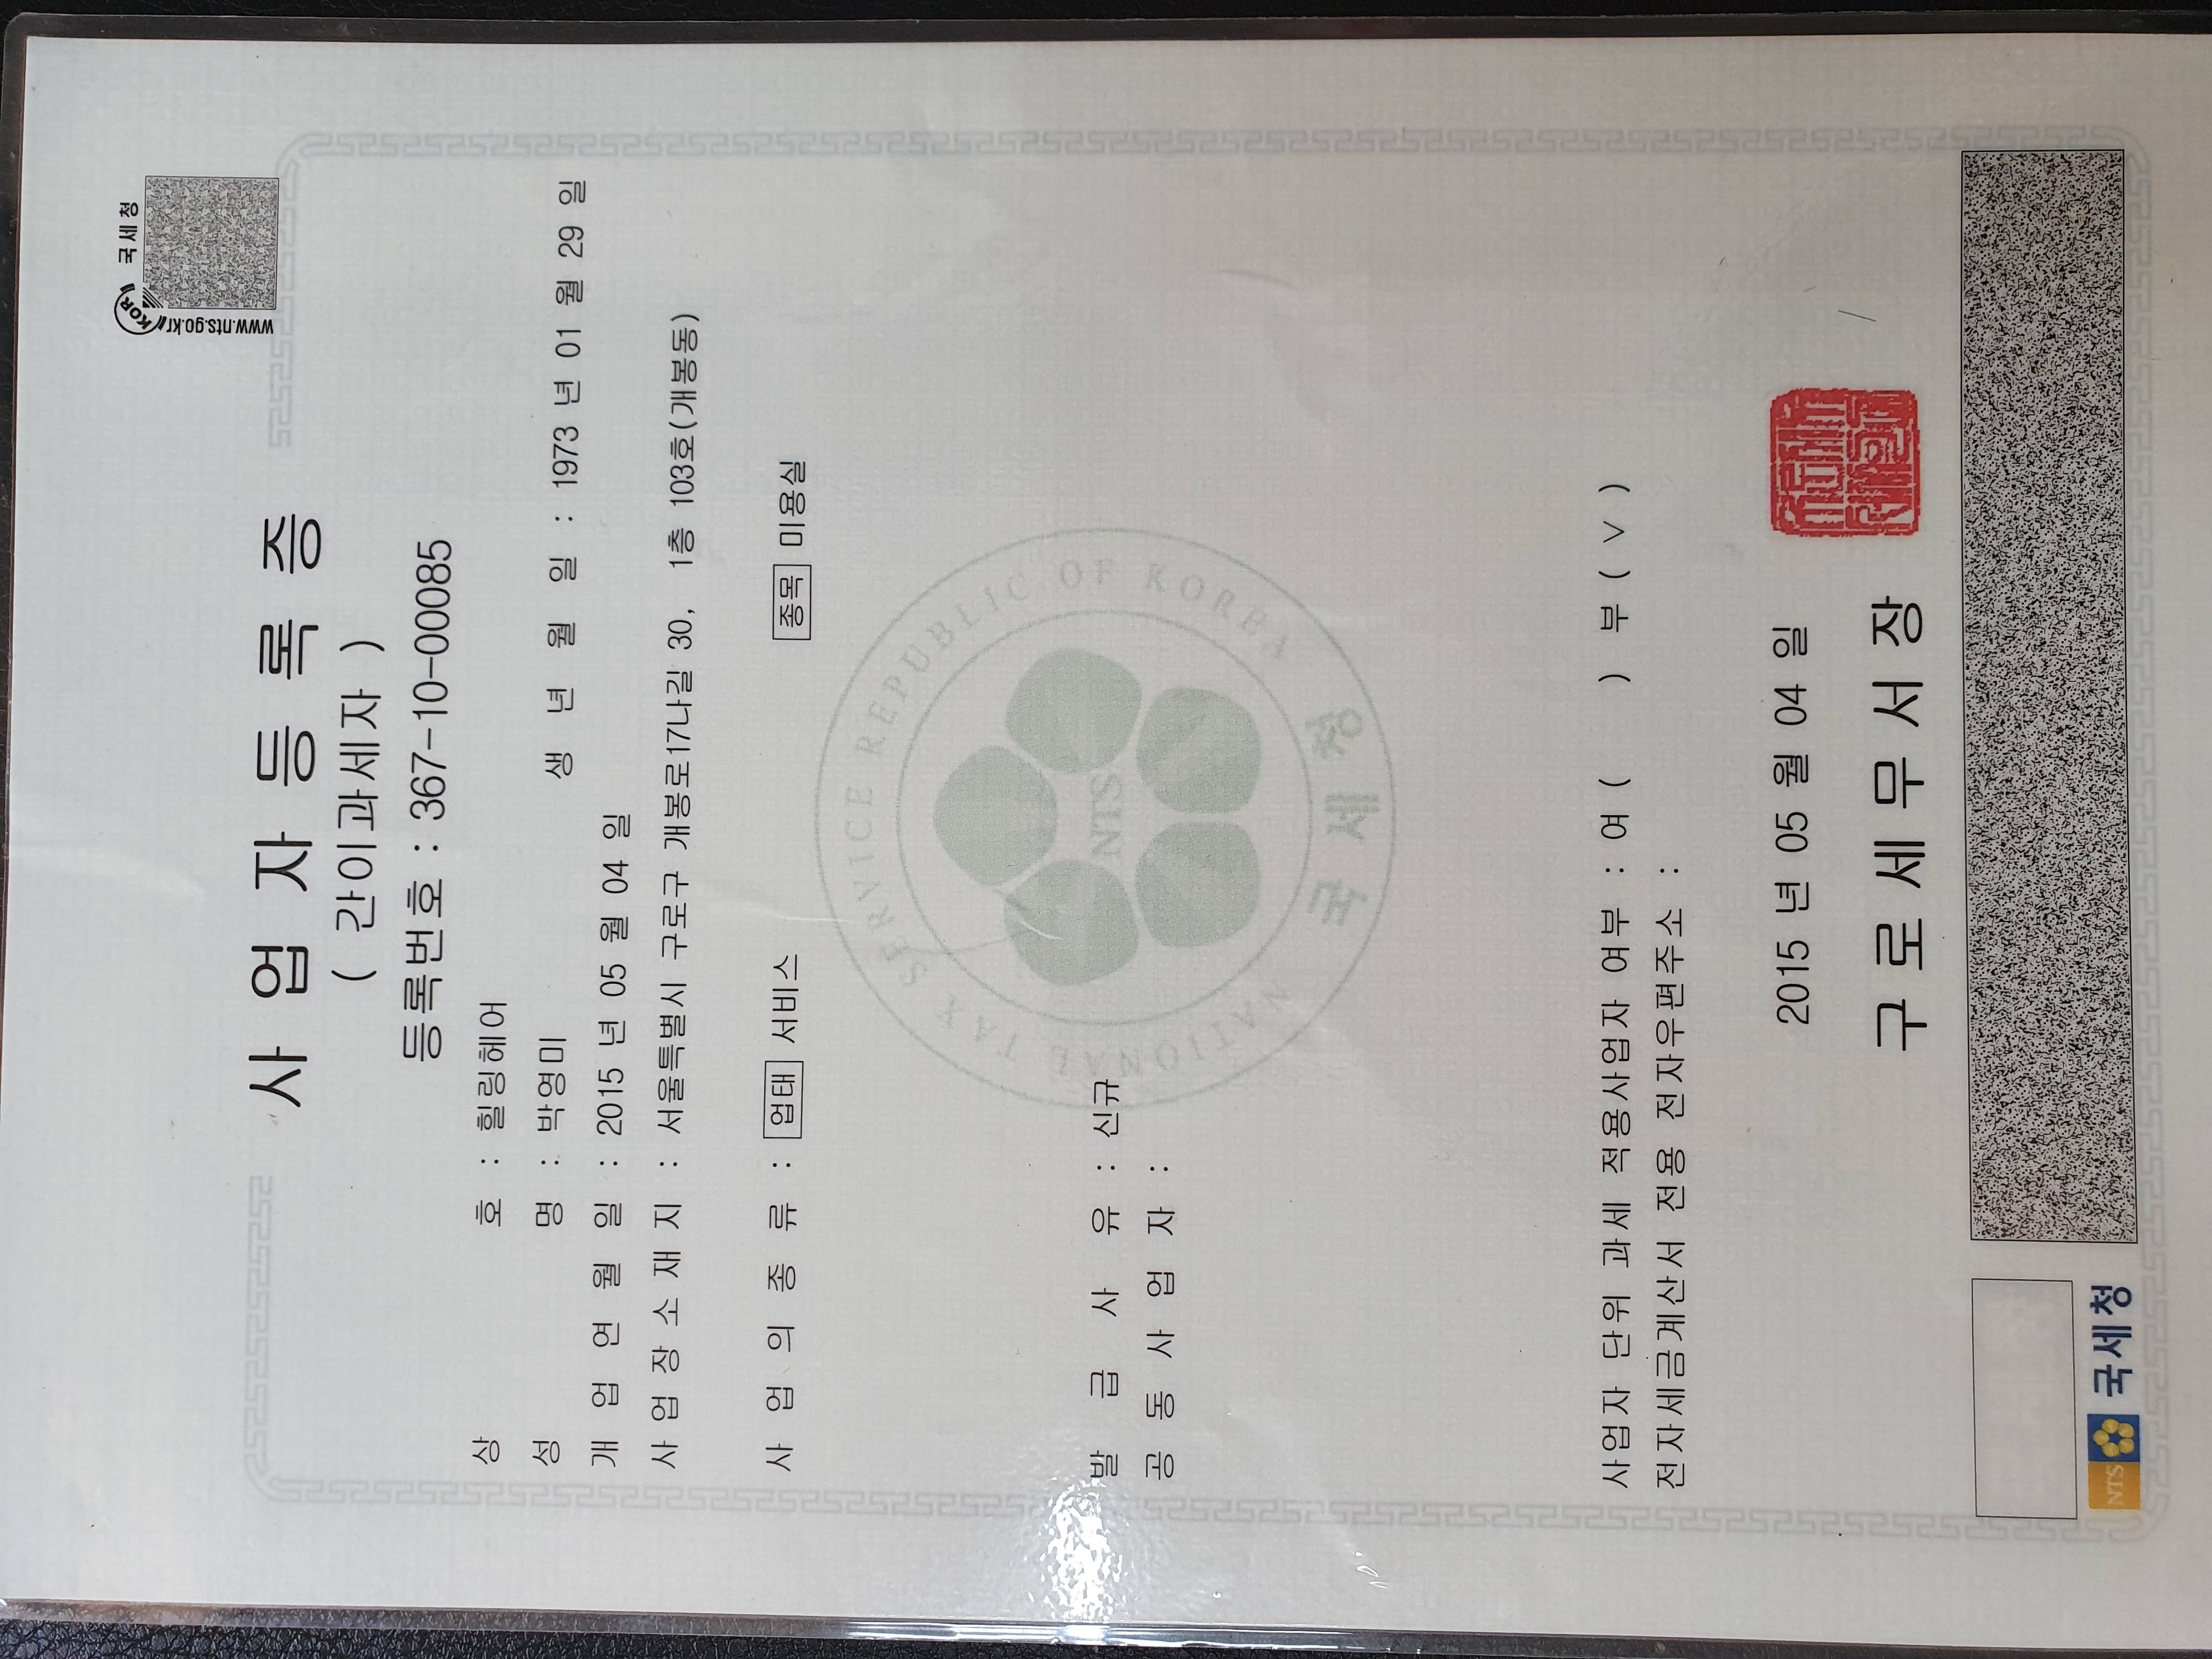 국세청
KOR
www.nts.go.kr
사업자등록증
( 간이과세자 )
등록번호 : 367-10-00085
상 호 : 힐링헤어
성 명 : 박영미 생 년 월 일 : 1973 년 01 월 29 일
개 업 연 월 일 : 2015 년 05 월 04 일
사 업 장 소 재 지 : 서울특별시 구로구 개봉로17나길 30, 1층 103호(개봉동)
사 업 의 종 류 : 업태 서비스 종목 미용실
NATIONAL TAX SERVICE REPUBLIC OF KOREA
NTS
국세청
발 급 사 유 : 신규
공 동 사 업 자 :
사업자 단위 과세 적용사업자 여부 : 여 ( ) 부 ( V )
전자세금계산서 전용 전자우편주소 :
2015 년 05 월 04 일
구로세무서장
NTS 국세청